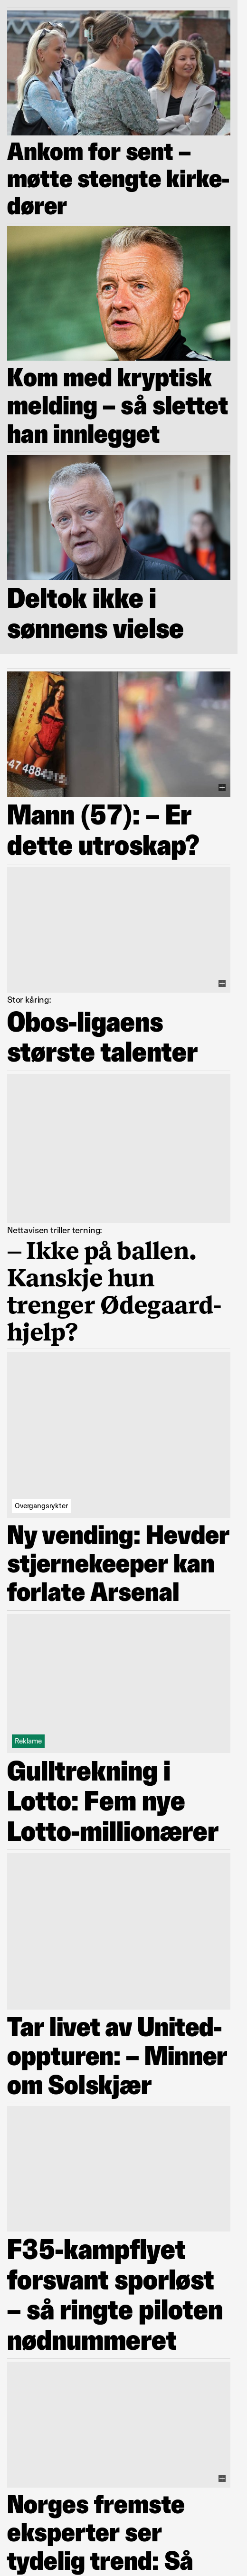 Ankom for sent –
møtte stengte kirke-
dører
Kom med kryptisk
melding – så slettet
han innlegget
Deltok ikke i
sønnens vielse
Mann (57): – Er
dette utroskap?
Stor kåring:
Obos-ligaens
største talenter
Nettavisen triller terning:
– Ikke på ballen.
Kanskje hun
trenger Ødegaard-
hjelp?
Overgangsrykter
Ny vending: Hevder
stjernekeeper kan
forlate Arsenal
Reklame
Gulltrekning i
Lotto: Fem nye
Lotto-millionærer
Tar livet av United-
oppturen: – Minner
om Solskjær
F35-kampflyet
forsvant sporløst
– så ringte piloten
nødnummeret
Norges fremste
eksperter ser
tydelig trend: Så